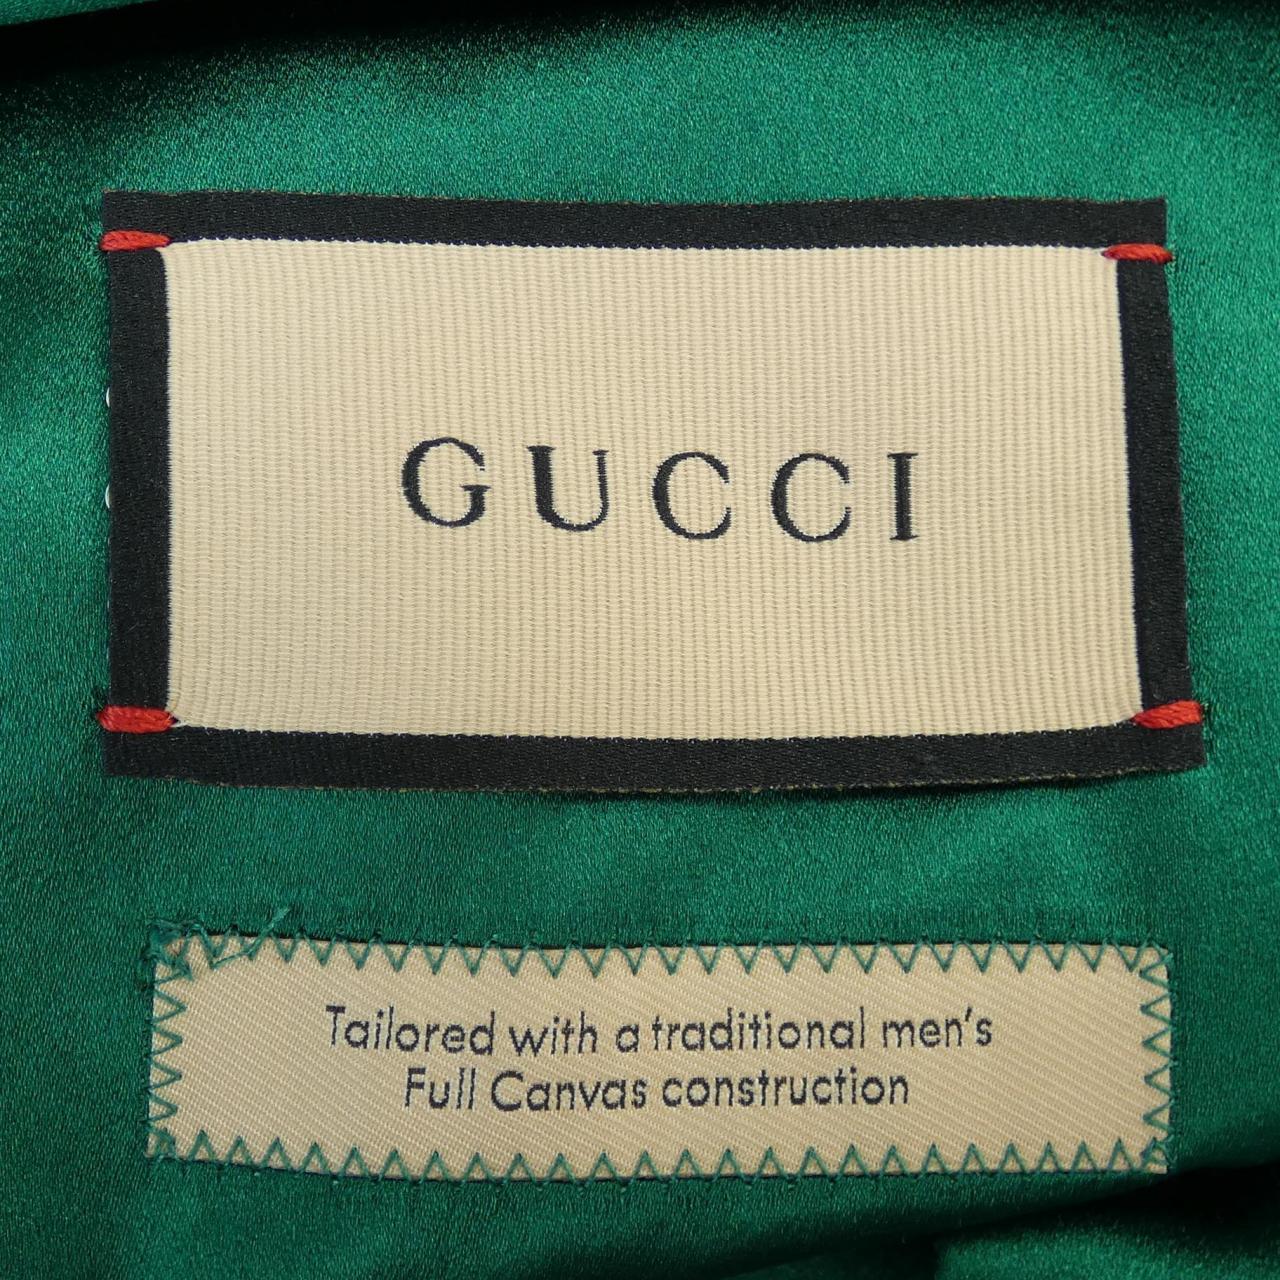 GUCCI
Tailored with a traditional men's
Full Canvas construction